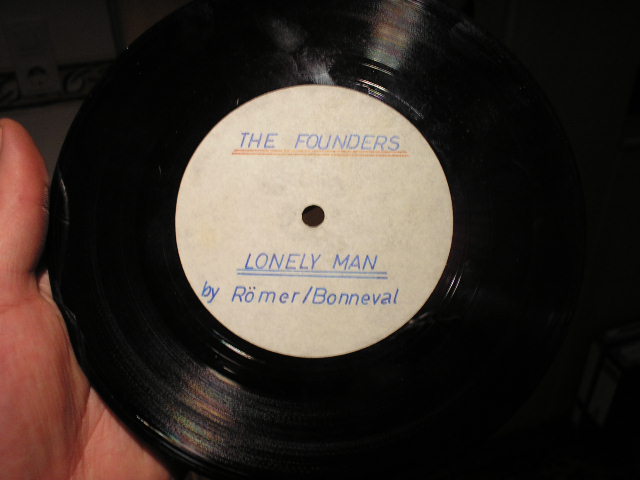 THE FOUNDERS
LONELY MAN
by Römer/Bonneval